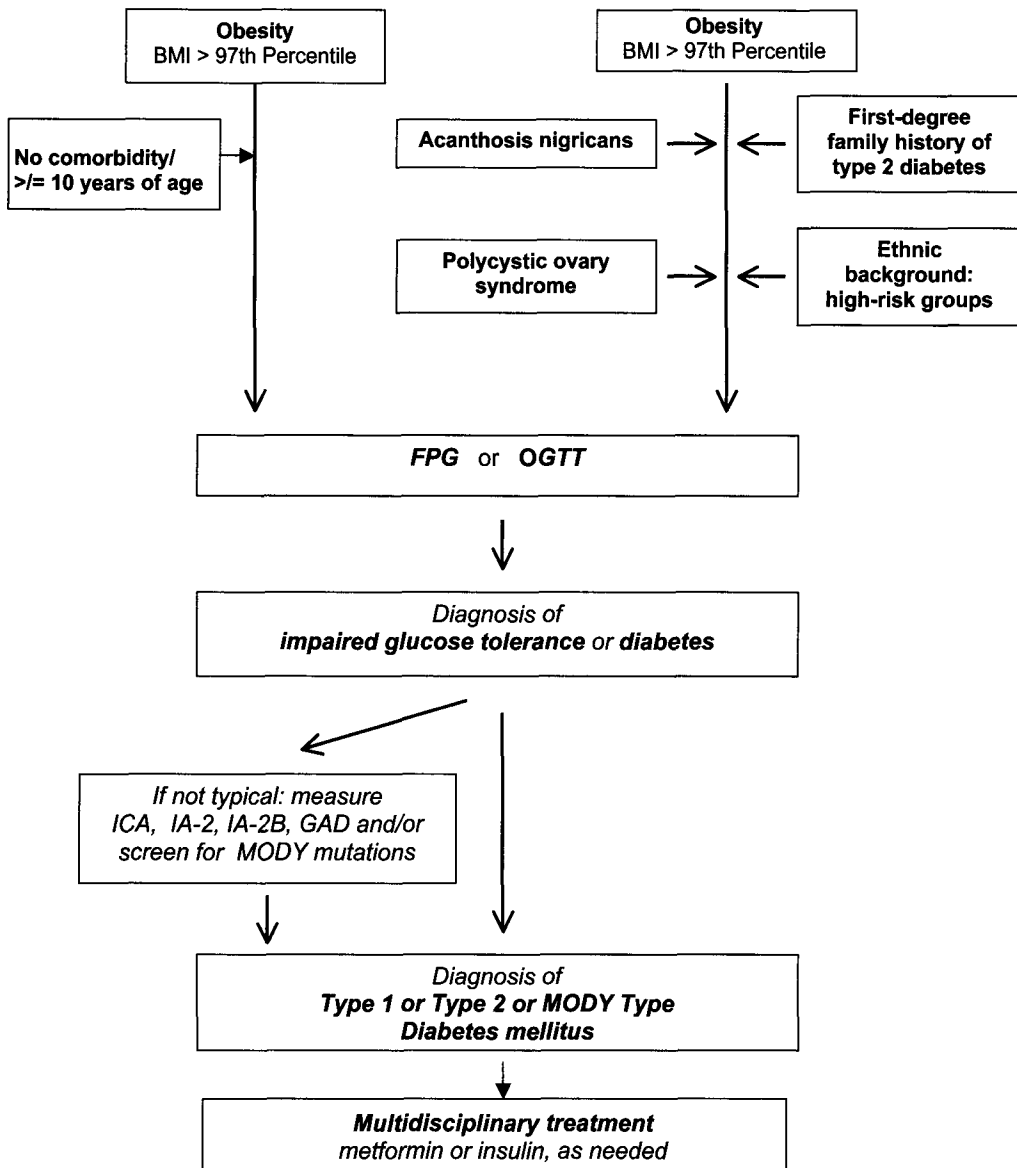 Obesity
BMI > 97th Percentile
Obesity
BMI > 97th Percentile
No comorbidity/
>/= 10 years of age
Acanthosis nigricans
First-degree
family history of
type 2 diabetes
Polycystic ovary
syndrome
Ethnic
background:
high-risk groups
FPG or OGTT
Diagnosis of
impaired glucose tolerance or diabetes
If not typical: measure
ICA, IA-2, IA-2B, GAD and/or
screen for MODY mutations
Diagnosis of
Type 1 or Type 2 or MODY Type
Diabetes mellitus
Multidisciplinary treatment
metformin or insulin, as needed